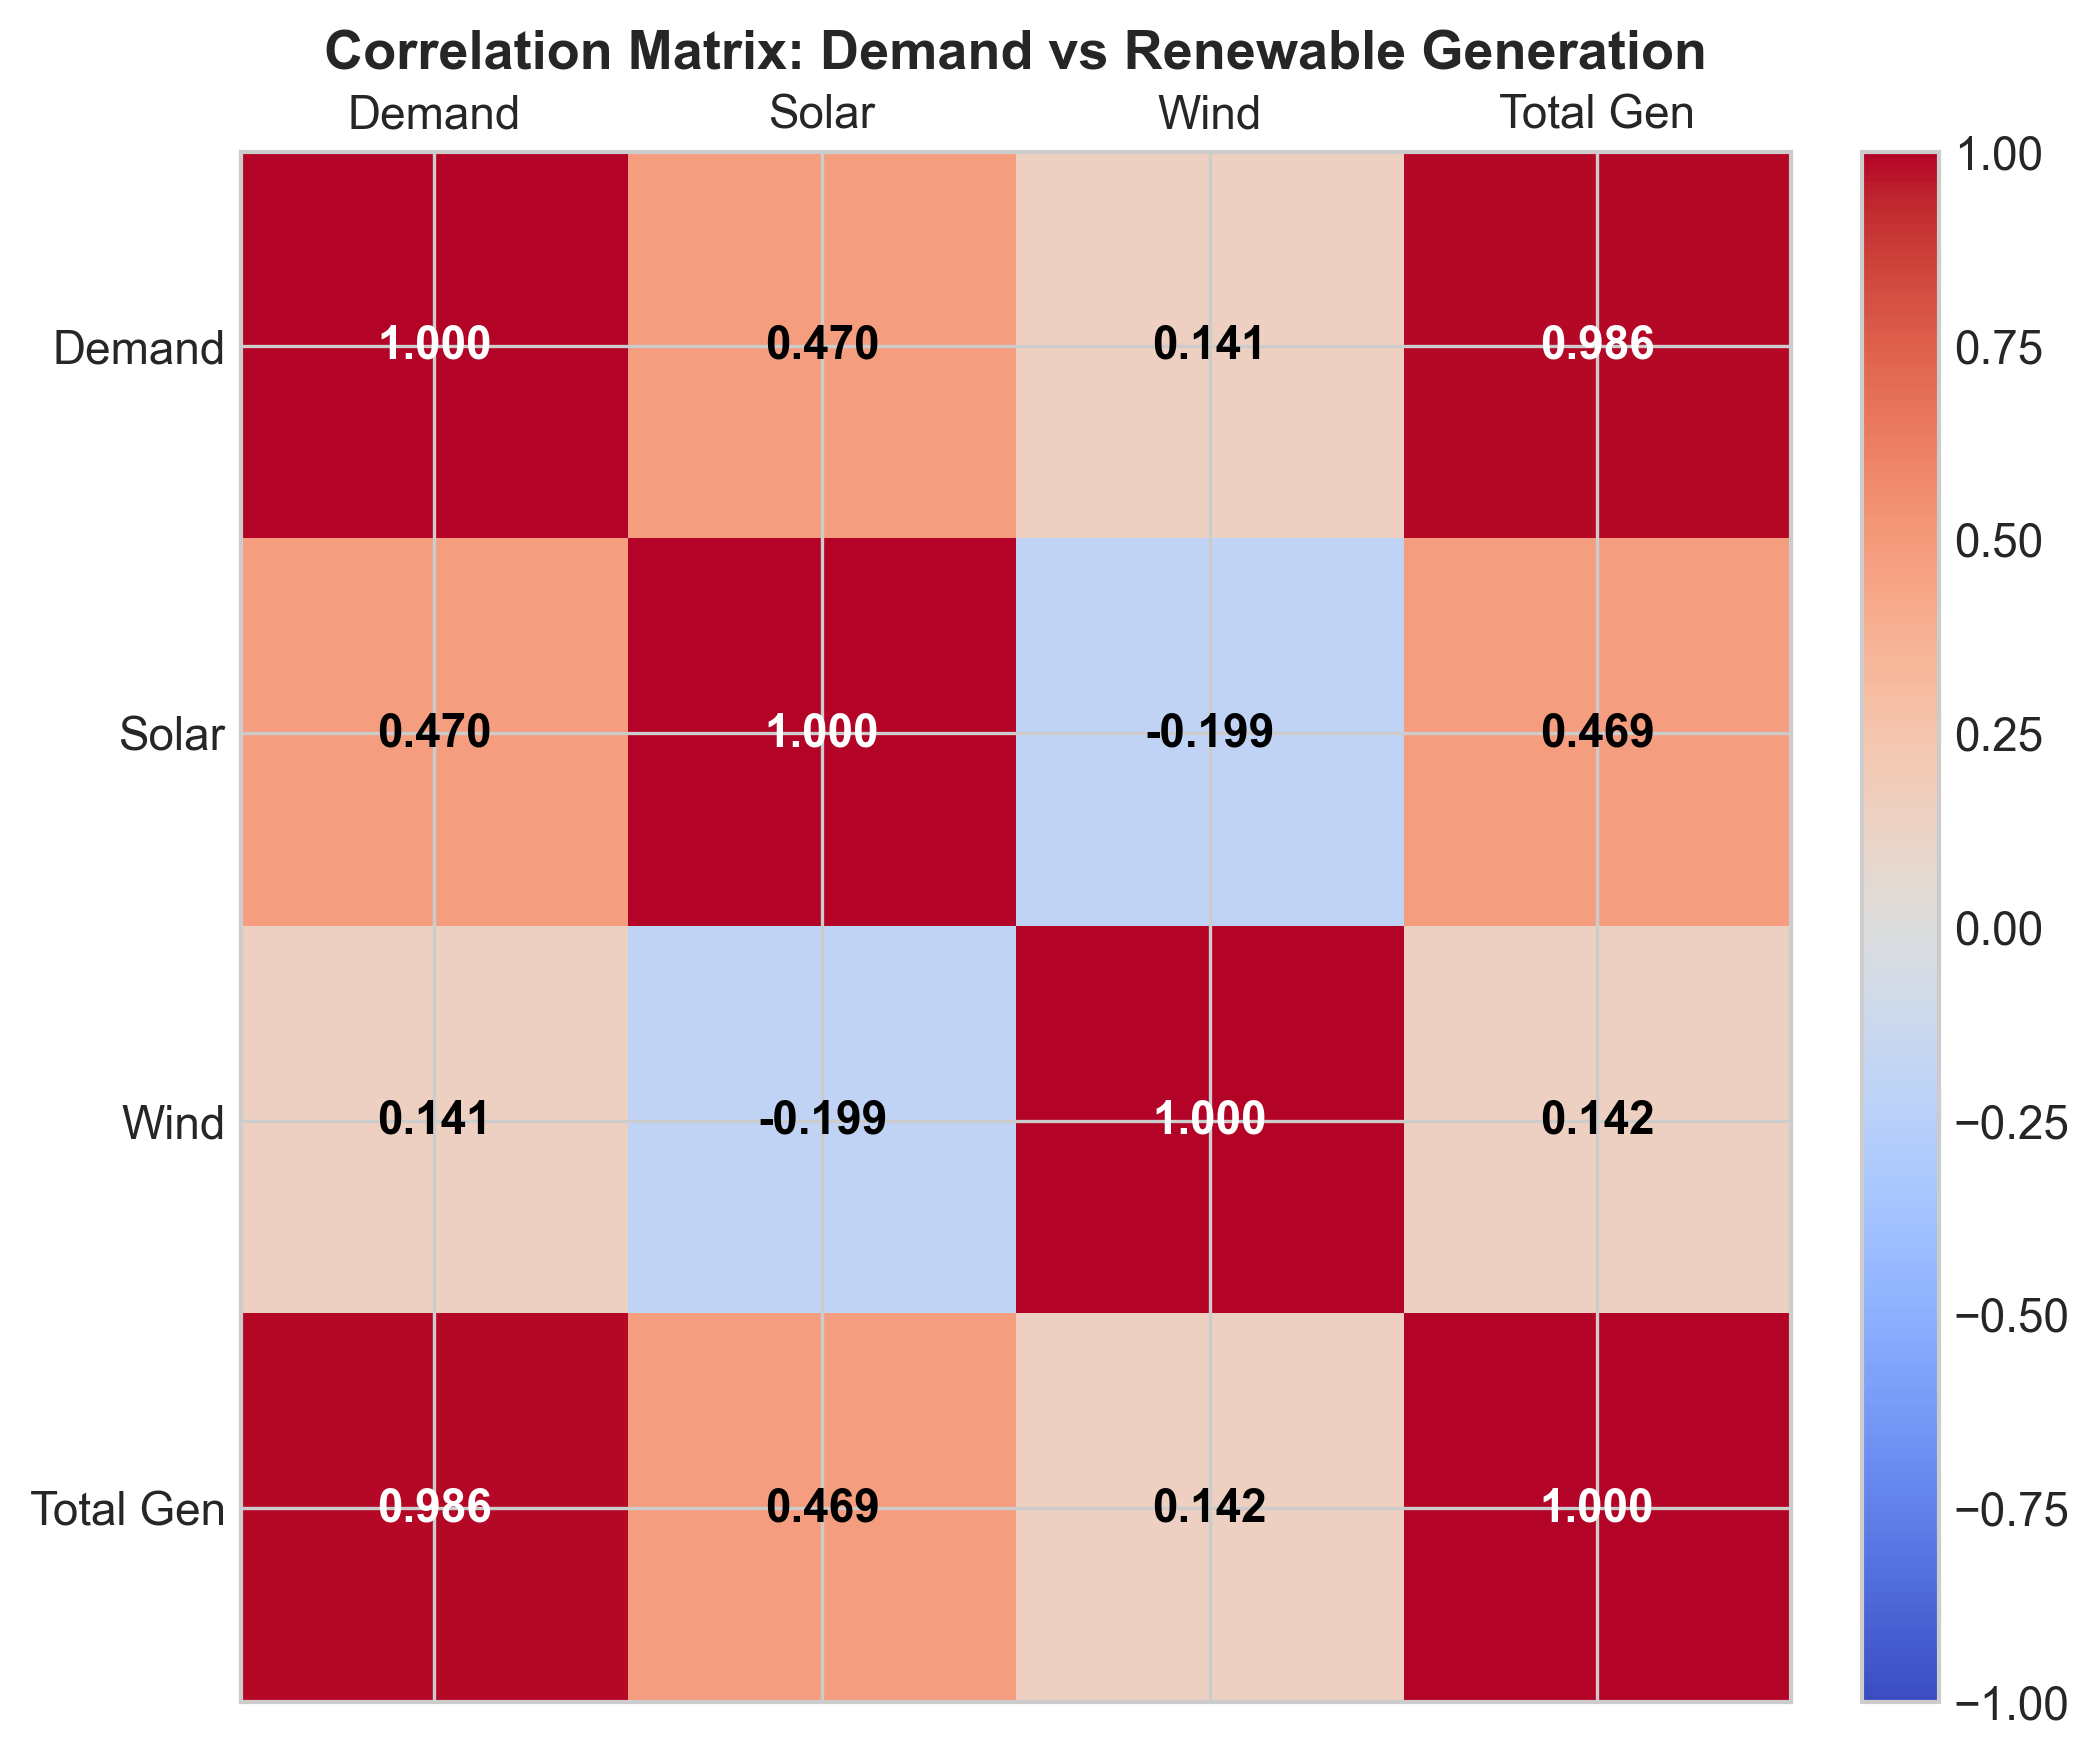 Correlation Matrix: Demand vs Renewable Generation
Demand Solar Wind Total Gen
Demand 1.000 0.470 0.141 0.986
Solar 0.470 1.000 -0.199 0.469
Wind 0.141 -0.199 1.000 0.142
Total Gen 0.986 0.469 0.142 1.000
1.00
0.75
0.50
0.25
0.00
−0.25
−0.50
−0.75
−1.00